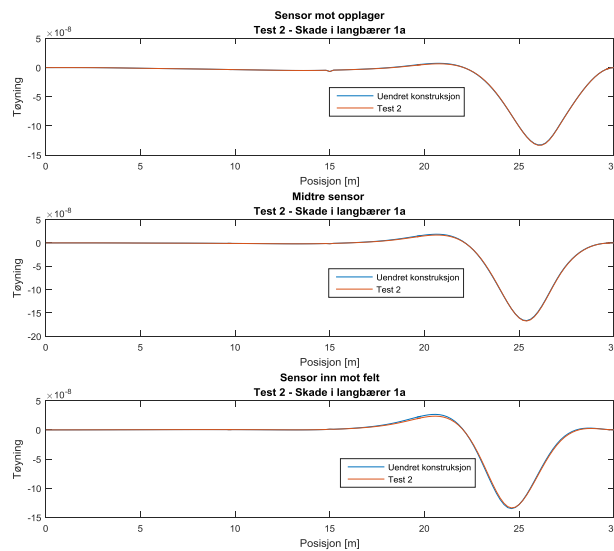 Sensor mot opplager
Test 2 - Skade i langbærer 1a
×10⁻⁸
5
0
-5
-10
-15
Tøyning
Uendret konstruksjon
Test 2
0 5 10 15 20 25 3
Posisjon [m]
Midtre sensor
Test 2 - Skade i langbærer 1a
×10⁻⁸
5
0
-5
-10
-15
-20
Tøyning
Uendret konstruksjon
Test 2
0 5 10 15 20 25 3
Posisjon [m]
Sensor inn mot felt
Test 2 - Skade i langbærer 1a
×10⁻⁸
5
0
-5
-10
-15
Tøyning
Uendret konstruksjon
Test 2
0 5 10 15 20 25 3
Posisjon [m]